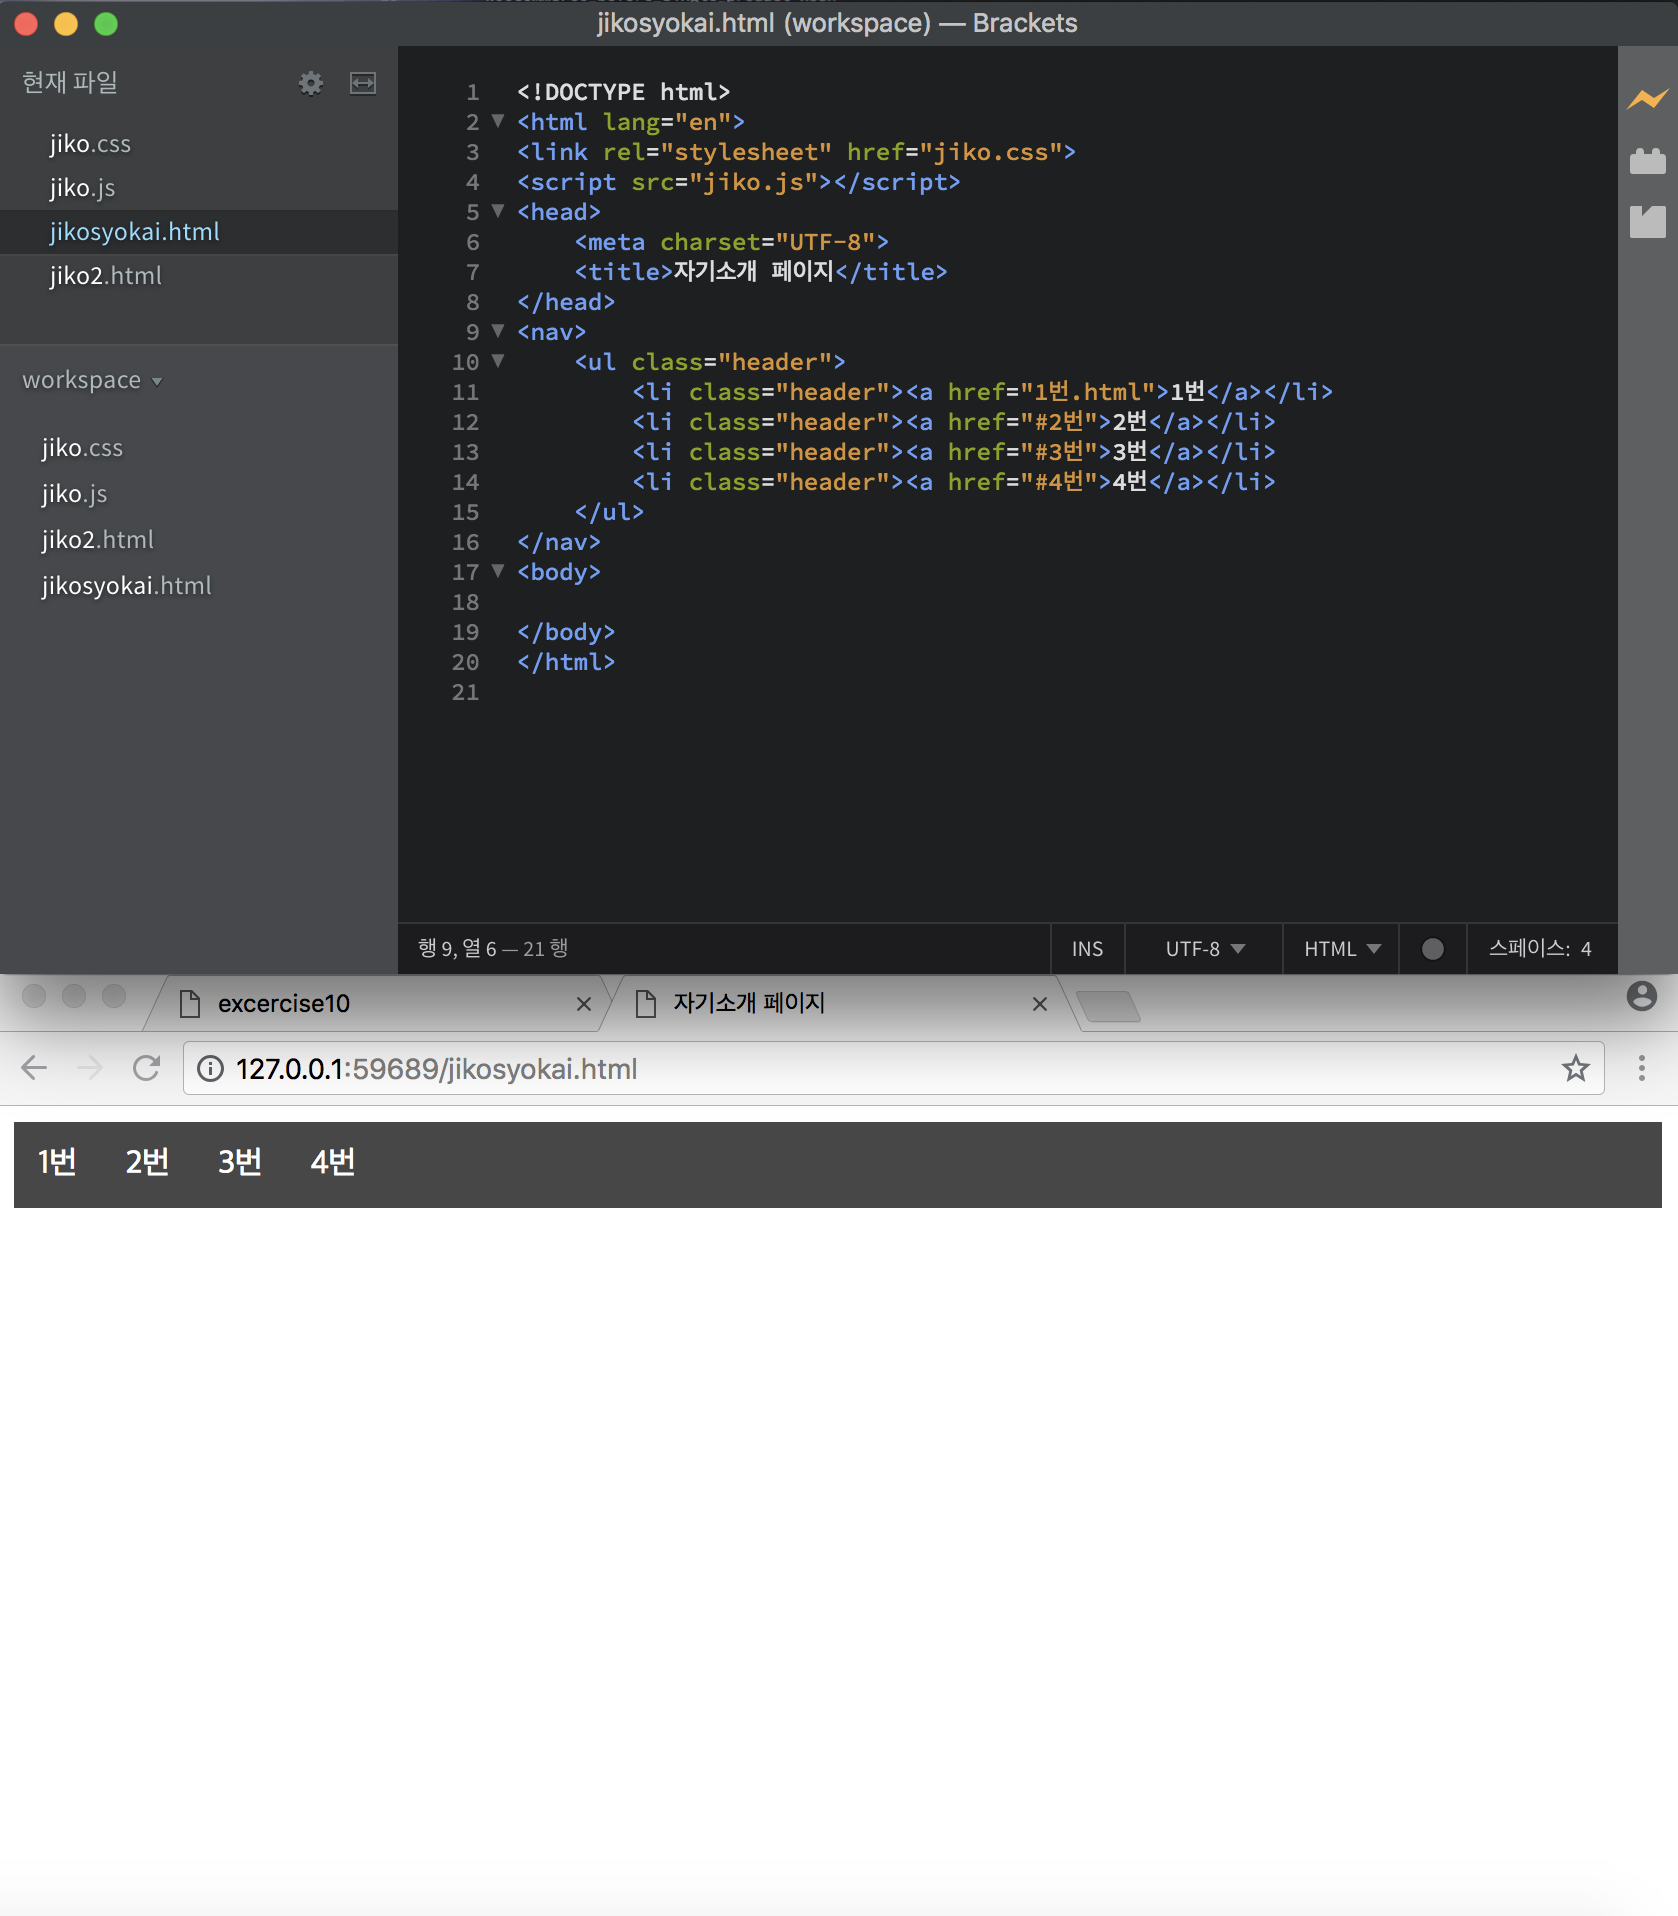 jikosyokai.html (workspace) — Brackets
현재 파일
jiko.css
jiko.js
jikosyokai.html
jiko2.html
workspace
jiko.css
jiko.js
jiko2.html
jikosyokai.html
1 <!DOCTYPE html>
2 <html lang="en">
3 <link rel="stylesheet" href="jiko.css">
4 <script src="jiko.js"></script>
5 <head>
6     <meta charset="UTF-8">
7     <title>자기소개 페이지</title>
8 </head>
9 <nav>
10     <ul class="header">
11         <li class="header"><a href="1번.html">1번</a></li>
12         <li class="header"><a href="#2번">2번</a></li>
13         <li class="header"><a href="#3번">3번</a></li>
14         <li class="header"><a href="#4번">4번</a></li>
15     </ul>
16 </nav>
17 <body>
18
19 </body>
20 </html>
21
행 9, 열 6 — 21 행 INS UTF-8 HTML 스페이스: 4
excercise10 자기소개 페이지
127.0.0.1:59689/jikosyokai.html
1번 2번 3번 4번